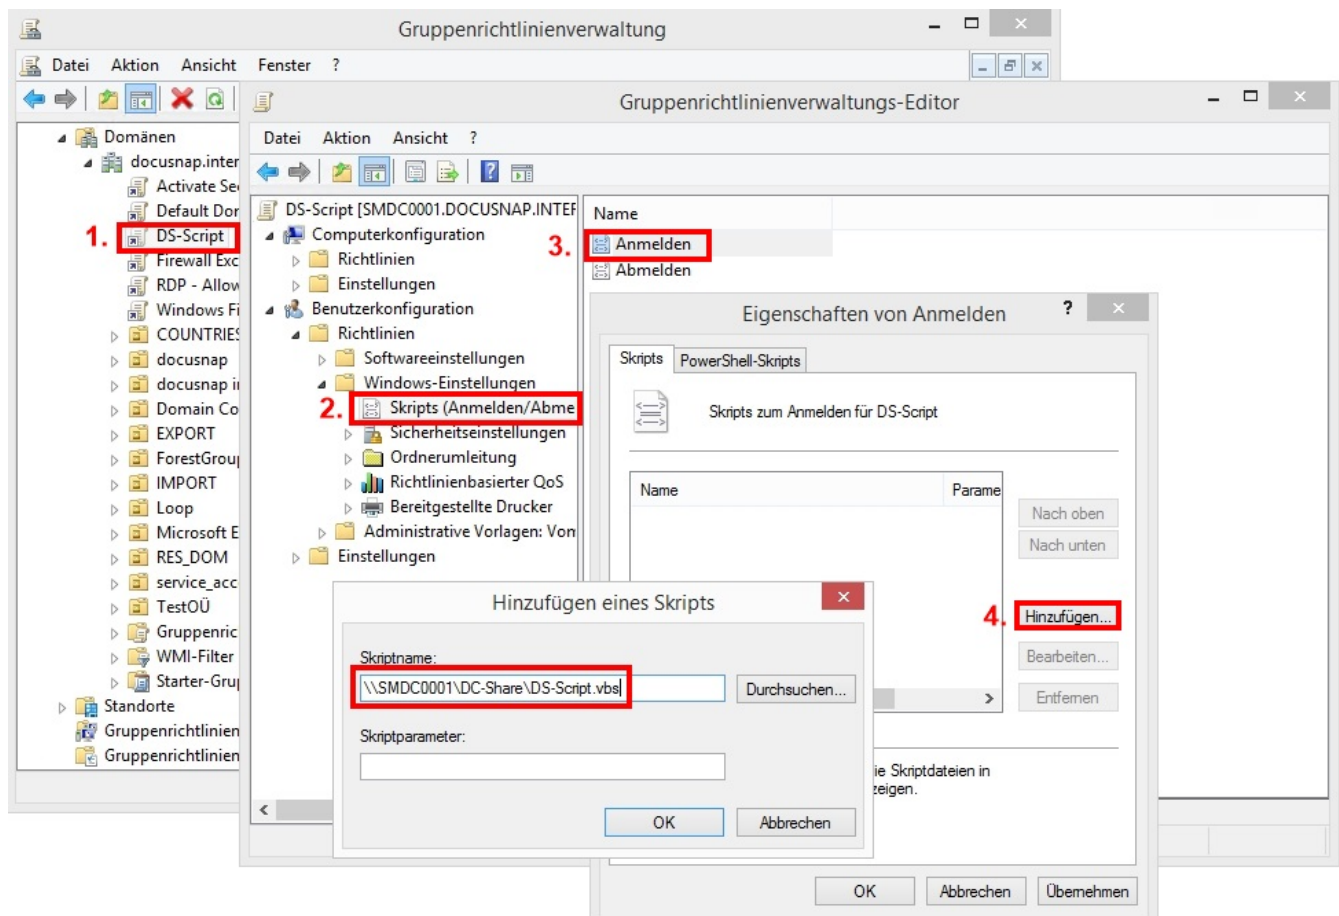 Gruppenrichtlinienverwaltung
Datei Aktion Ansicht Fenster ?
Domänen
docusnap.inter
Activate Se
Default Dor
1. DS-Script
Firewall Exc
RDP - Allow
Windows Fi
COUNTRIES
docusnap
docusnap i
Domain Co
EXPORT
ForestGrou
IMPORT
Loop
Microsoft E
RES_DOM
service_acc
TestOÜ
Gruppenric
WMI-Filter
Starter-Gru
Standorte
Gruppenrichtlinien
Gruppenrichtlinien
Gruppenrichtlinienverwaltungs-Editor
Datei Aktion Ansicht ?
DS-Script [SMDC0001.DOCUSNAP.INTER
Computerkonfiguration
Richtlinien
Einstellungen
Benutzerkonfiguration
Richtlinien
Softwareeinstellungen
Windows-Einstellungen
2. Skripts (Anmelden/Abme
Sicherheitseinstellungen
Ordnerumleitung
Richtlinienbasierter QoS
Bereitgestellte Drucker
Administrative Vorlagen: Vom
Einstellungen
Name
3. Anmelden
Abmelden
Eigenschaften von Anmelden ?
Skripts PowerShell-Skripts
Skripts zum Anmelden für DS-Script
Name Parame
Nach oben
Nach unten
4. Hinzufügen...
Bearbeiten...
Entfernen
ie Skriptdateien in
zeigen.
OK Abbrechen Übernehmen
Hinzufügen eines Skripts
Skriptname:
\\SMDC0001\DC-Share\DS-Script.vbs
Durchsuchen...
Skriptparameter:
OK Abbrechen